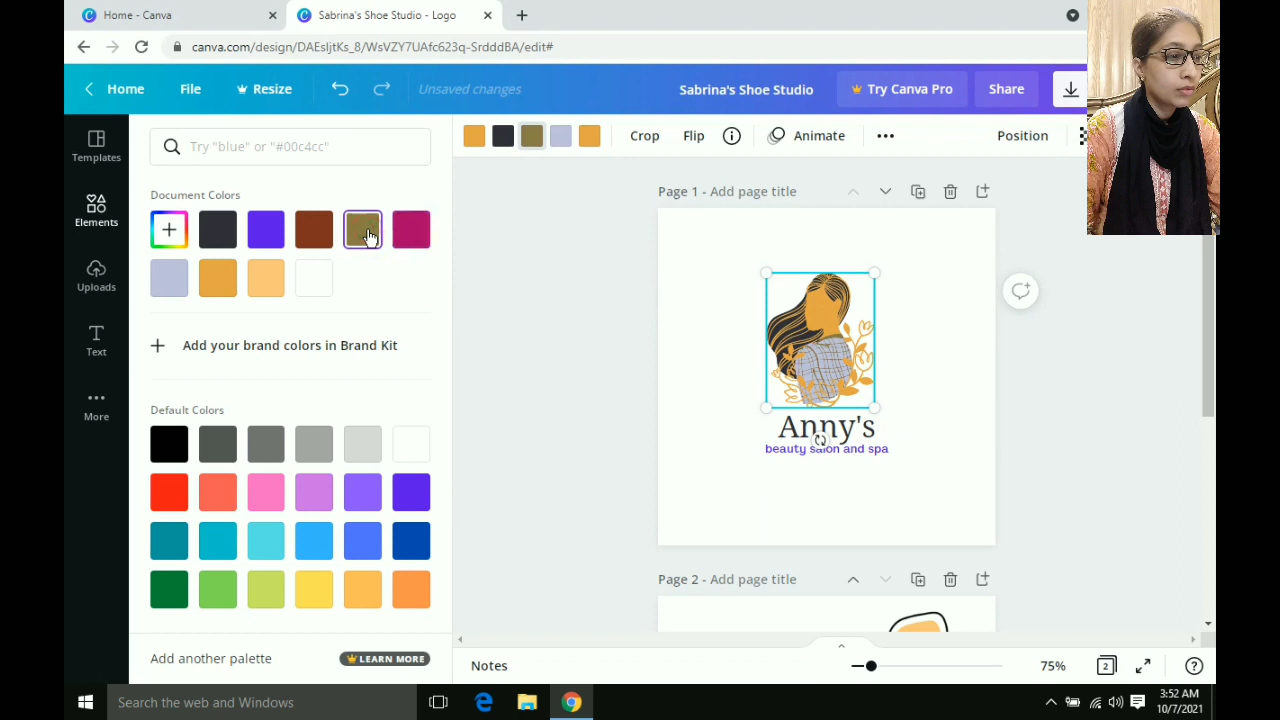 Home - Canva
Sabrina's Shoe Studio - Logo
canva.com/design/DAEsljtKs_8/WsVZY7UAfc623q-SrdddBA/edit#
Home
File
Resize
Unsaved changes
Sabrina's Shoe Studio
Try Canva Pro
Share
Templates
Elements
Uploads
Text
More
Try "blue" or "#00c4cc"
Document Colors
Add your brand colors in Brand Kit
Default Colors
Add another palette
LEARN MORE
Crop
Flip
Animate
Position
Page 1 - Add page title
Anny's
beauty salon and spa
Page 2 - Add page title
Notes
75%
2
Search the web and Windows
3:52 AM
10/7/2021